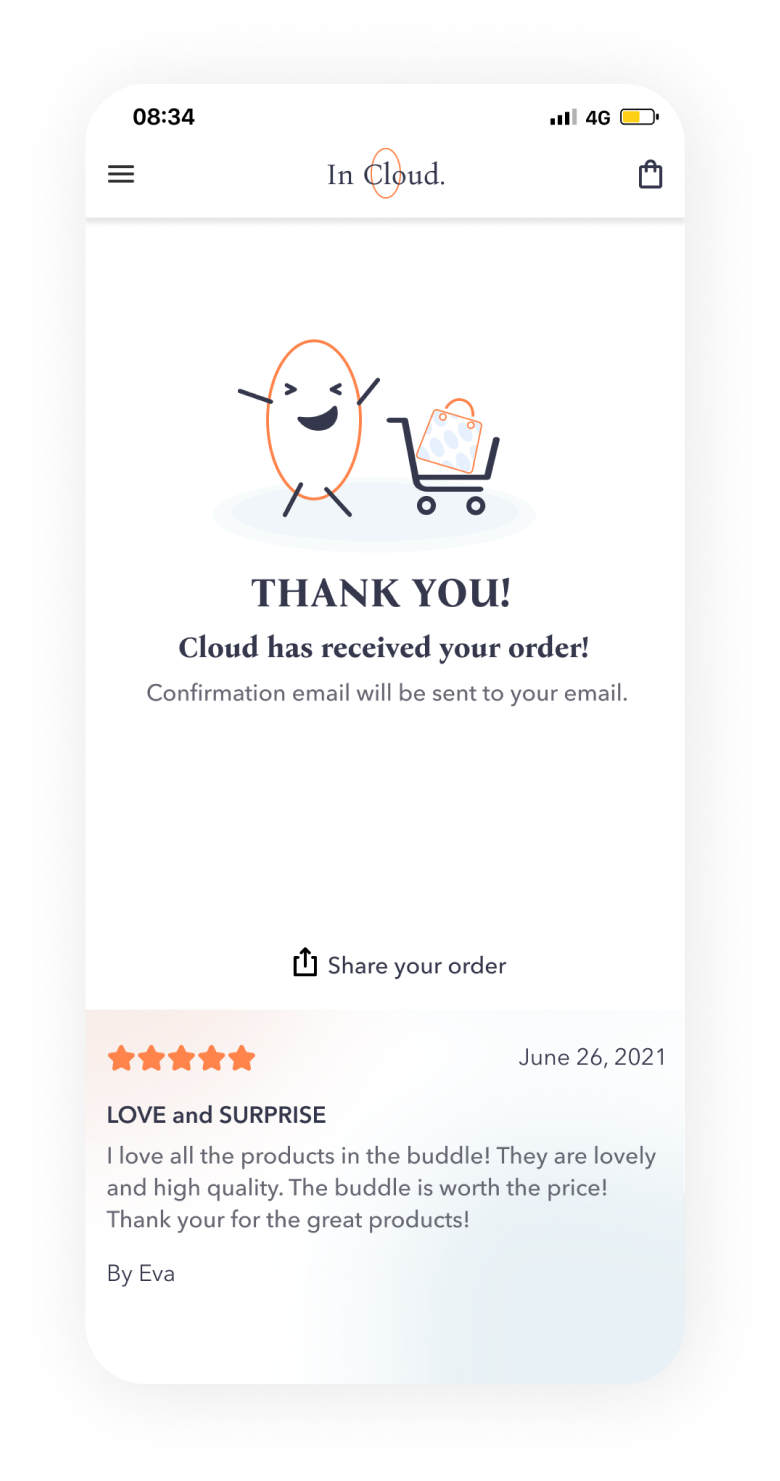 08:34
4G
In Cloud.
THANK YOU!
Cloud has received your order!
Confirmation email will be sent to your email.
Share your order
June 26, 2021
LOVE and SURPRISE
I love all the products in the buddle! They are lovely
and high quality. The buddle is worth the price!
Thank your for the great products!
By Eva